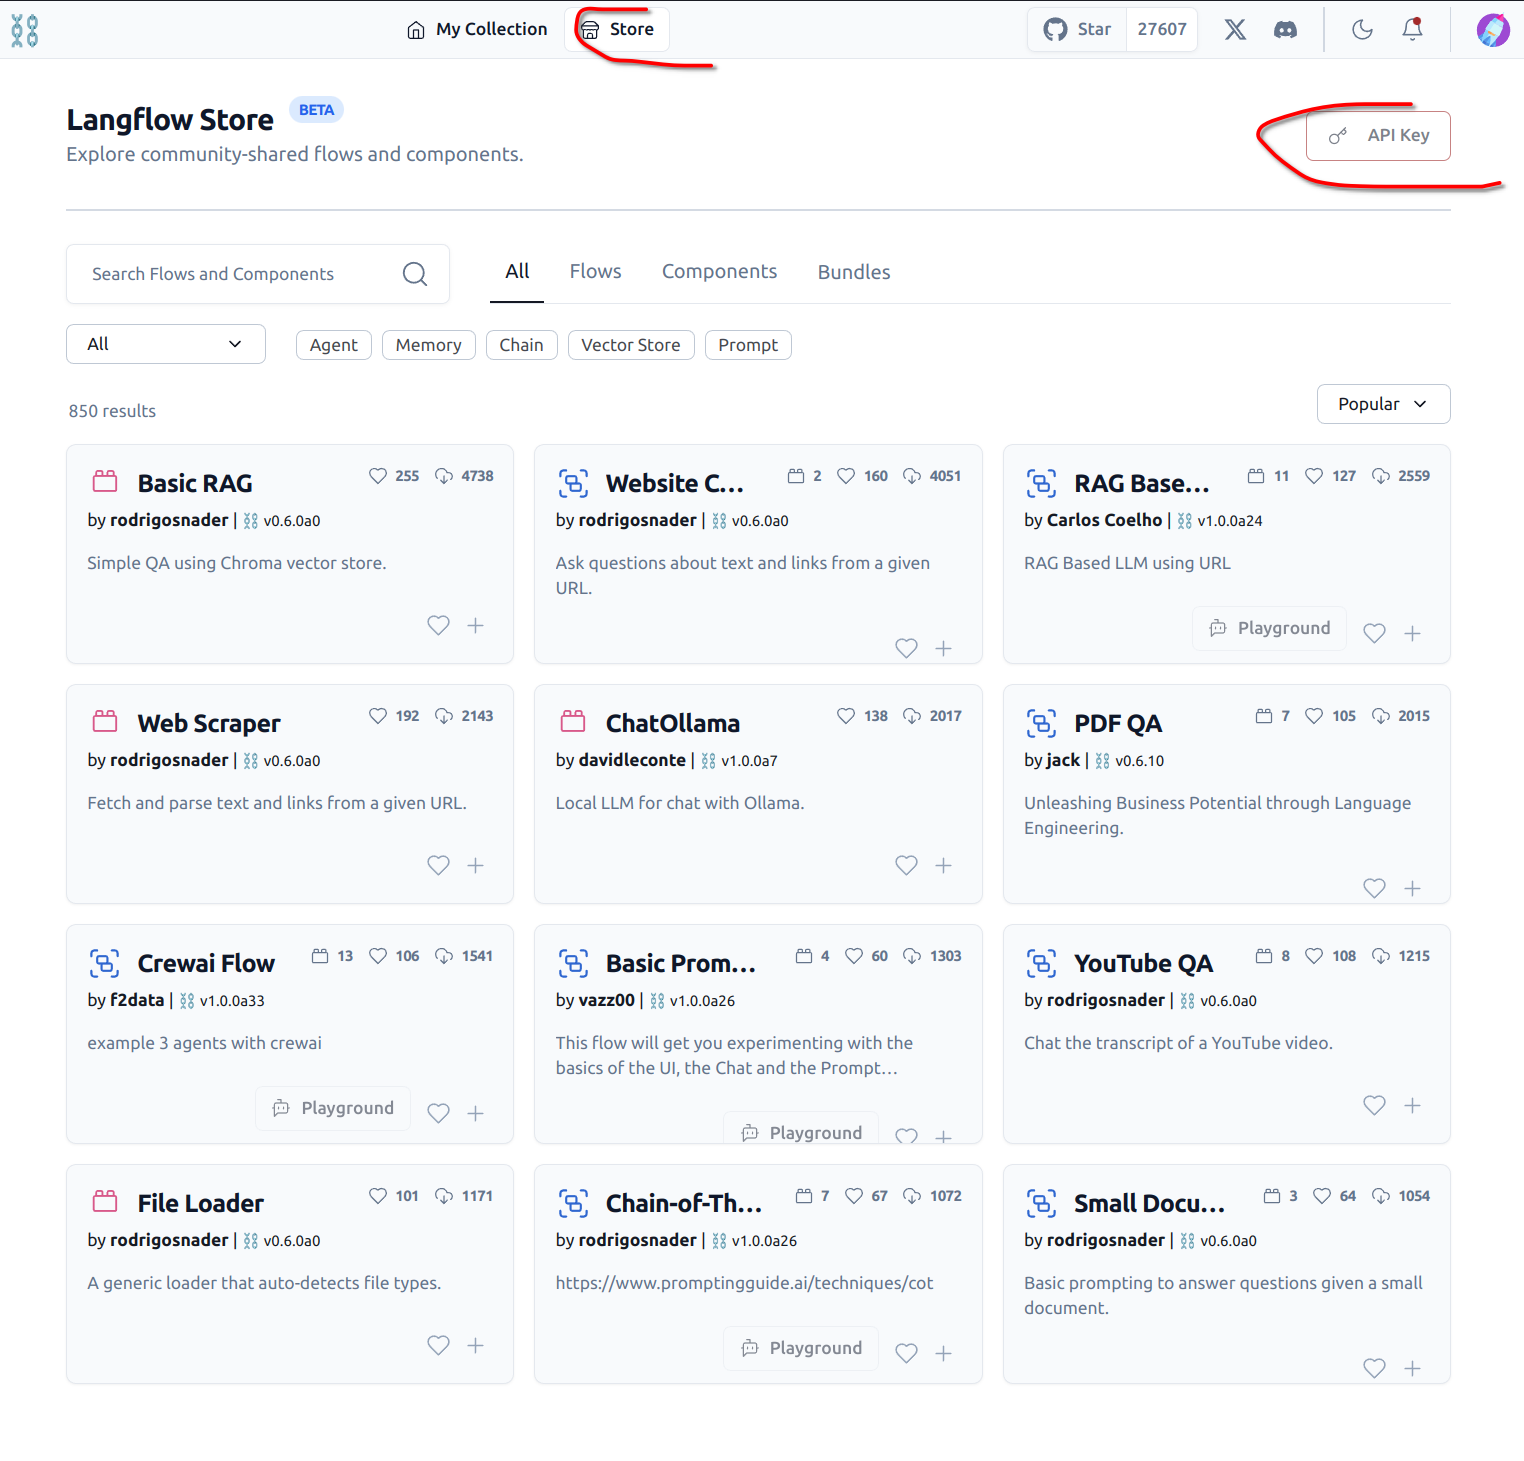 My Collection
Store
Star
27607
Langflow Store
BETA
Explore community-shared flows and components.
API Key
Search Flows and Components
All
Flows
Components
Bundles
All
Agent
Memory
Chain
Vector Store
Prompt
850 results
Popular
Basic RAG
255
4738
by rodrigosnader | v0.6.0a0
Simple QA using Chroma vector store.
Website C...
2
160
4051
by rodrigosnader | v0.6.0a0
Ask questions about text and links from a given
URL.
RAG Base...
11
127
2559
by Carlos Coelho | v1.0.0a24
RAG Based LLM using URL
Playground
Web Scraper
192
2143
by rodrigosnader | v0.6.0a0
Fetch and parse text and links from a given URL.
ChatOllama
138
2017
by davidleconte | v1.0.0a7
Local LLM for chat with Ollama.
PDF QA
7
105
2015
by jack | v0.6.10
Unleashing Business Potential through Language
Engineering.
Crewai Flow
13
106
1541
by f2data | v1.0.0a33
example 3 agents with crewai
Playground
Basic Prom...
4
60
1303
by vazz00 | v1.0.0a26
This flow will get you experimenting with the
basics of the UI, the Chat and the Prompt...
Playground
YouTube QA
8
108
1215
by rodrigosnader | v0.6.0a0
Chat the transcript of a YouTube video.
File Loader
101
1171
by rodrigosnader | v0.6.0a0
A generic loader that auto-detects file types.
Chain-of-Th...
7
67
1072
by rodrigosnader | v1.0.0a26
https://www.promptingguide.ai/techniques/cot
Playground
Small Docu...
3
64
1054
by rodrigosnader | v0.6.0a0
Basic prompting to answer questions given a small
document.